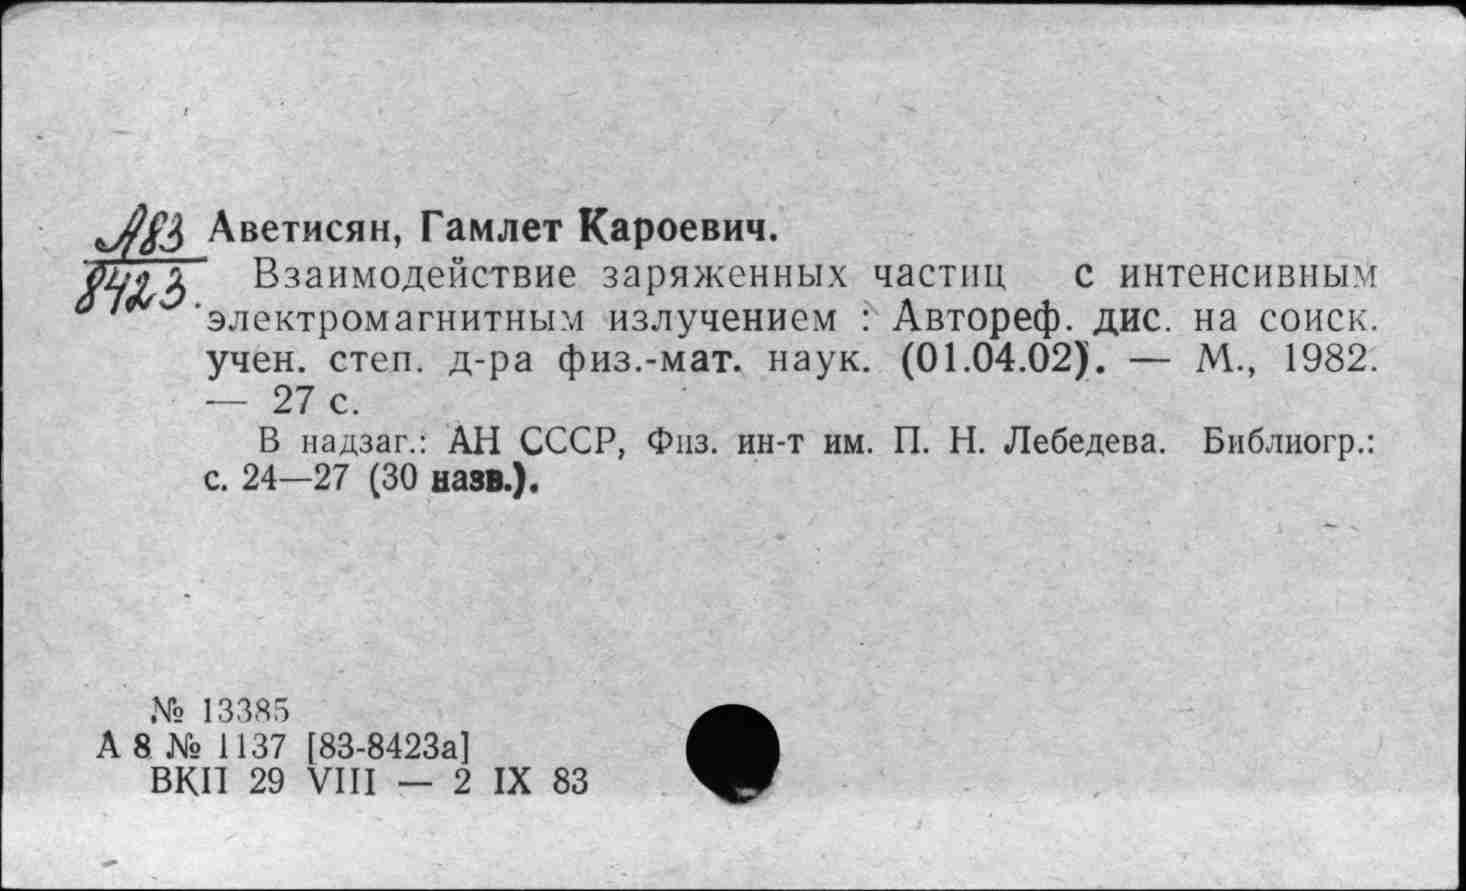 А83 Аветисян, Гамлет Кароевич.
8423. Взаимодействие заряженных частиц с интенсивным
электромагнитным излучением : Автореф. дис. на соиск.
учен. степ. д-ра физ.-мат. наук. (01.04.02). — М., 1982.
— 27 с.
В надзаг.: АН СССР, Физ. ин-т им. П. Н. Лебедева. Библиогр.:
с. 24—27 (30 назв.).
№ 13385
А 8 № 1137 [83-8423а]
ВКП 29 VIII — 2 IX 83